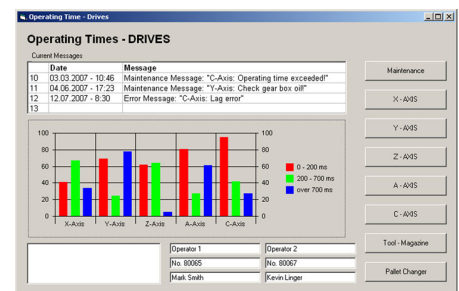 Operating Time - Drives
Operating Times - DRIVES
Current Messages
Date Message
10 03.03.2007 - 10:46 Maintenance Message: "C-Axis: Operating time exceeded!"
11 04.06.2007 - 17:23 Maintenance Message: "Y-Axis: Check gear box oil!"
12 12.07.2007 - 8:30 Error Message: "C-Axis: Lag error"
13
100 100
80 80
60 60
40 40
20 20
0 0
X-Axis Y-Axis Z-Axis A-Axis C-Axis
0 - 200 ms
200 - 700 ms
over 700 ms
Operator 1 Operator 2
No. 80065 No. 80067
Mark Smith Kevin Linger
Maintenance
X - AXIS
Y - AXIS
Z - AXIS
A - AXIS
C - AXIS
Tool - Magazine
Pallet Changer